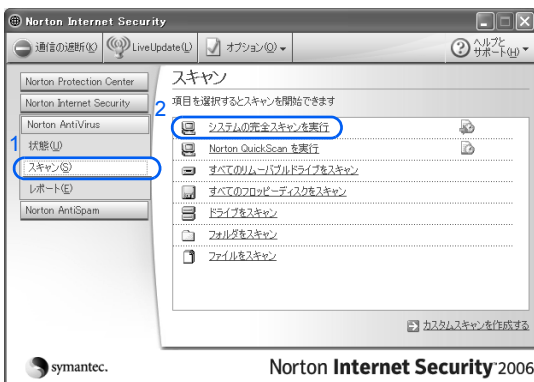 Norton Internet Security
通信の遮断(K) LiveUpdate(L) オプション(O) ヘルプと サポート(H)
Norton Protection Center
Norton Internet Security
Norton AntiVirus
1
状態(U)
スキャン(S)
レポート(E)
Norton AntiSpam
スキャン
項目を選択するとスキャンを開始できます
2
システムの完全スキャンを実行
Norton QuickScan を実行
すべてのリムーバブルドライブをスキャン
すべてのフロッピーディスクをスキャン
ドライブをスキャン
フォルダをスキャン
ファイルをスキャン
カスタムスキャンを作成する
symantec.
Norton Internet Security 2006